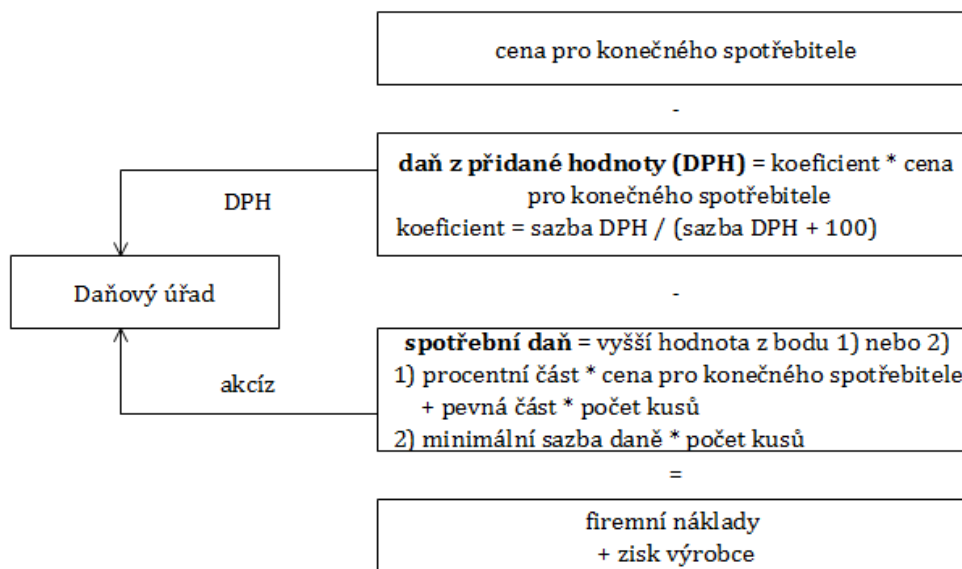 cena pro konečného spotřebitele
-
daň z přidané hodnoty (DPH) = koeficient * cena
pro konečného spotřebitele
koeficient = sazba DPH / (sazba DPH + 100)
DPH
Daňový úřad
-
spotřební daň = vyšší hodnota z bodu 1) nebo 2)
1) procentní část * cena pro konečného spotřebitele
+ pevná část * počet kusů
2) minimální sazba daně * počet kusů
akcíz
=
firemní náklady
+ zisk výrobce